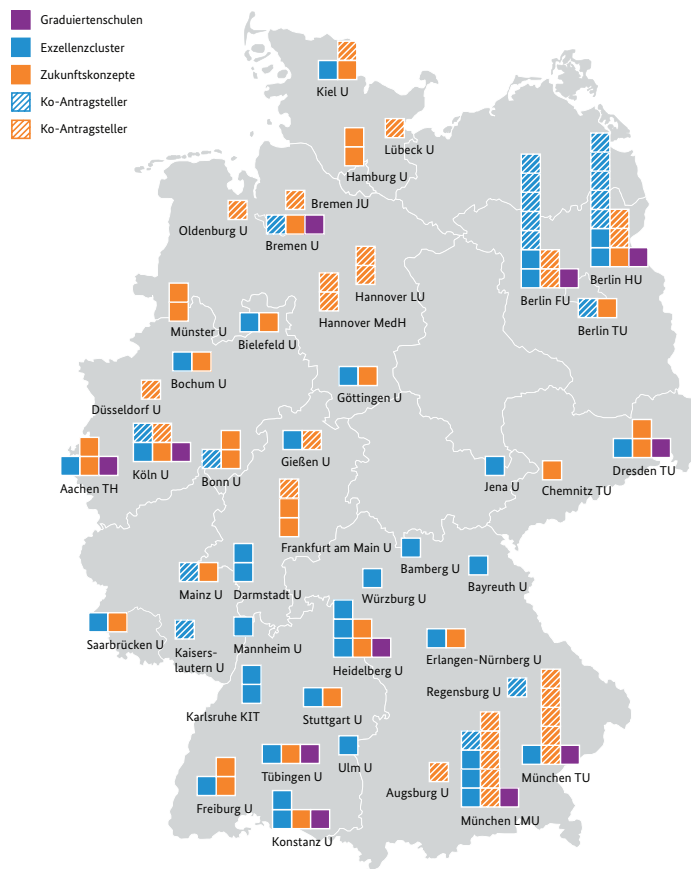 Graduiertenschulen
Exzellenzcluster
Zukunftskonzepte
Ko-Antragsteller
Ko-Antragsteller
Kiel U
Lübeck U
Hamburg U
Bremen JU
Oldenburg U
Bremen U
Hannover LU
Hannover MedH
Berlin HU
Berlin FU
Berlin TU
Münster U
Bielefeld U
Bochum U
Göttingen U
Düsseldorf U
Aachen TH
Köln U
Bonn U
Gießen U
Jena U
Chemnitz TU
Dresden TU
Frankfurt am Main U
Bamberg U
Bayreuth U
Mainz U
Darmstadt U
Würzburg U
Saarbrücken U
Kaisers-
lautern U
Mannheim U
Heidelberg U
Erlangen-Nürnberg U
Regensburg U
Karlsruhe KIT
Stuttgart U
Ulm U
Tübingen U
Augsburg U
München TU
Freiburg U
München LMU
Konstanz U